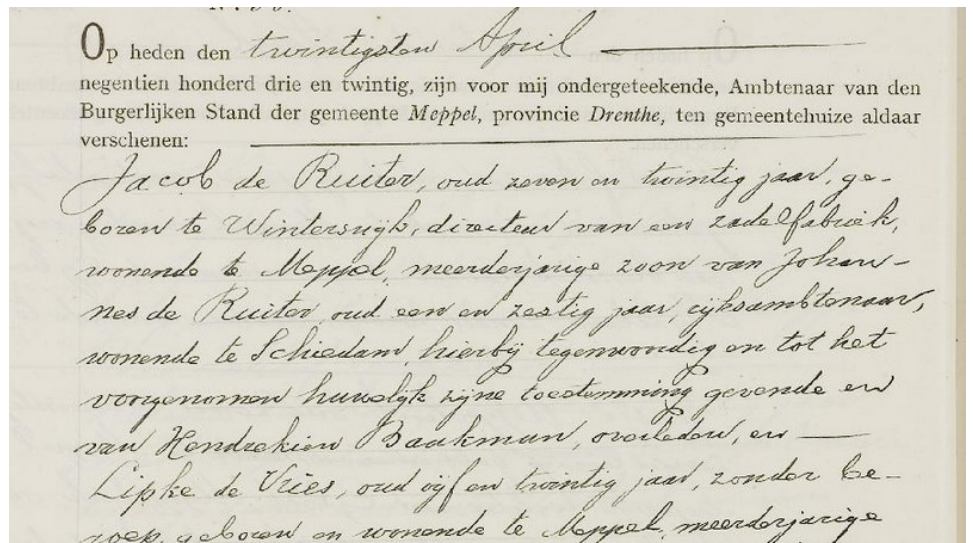 Op heden den twintigsten April
negentien honderd drie en twintig, zijn voor mij ondergeteekende, Ambtenaar van den
Burgerlijken Stand der gemeente Meppel, provincie Drenthe, ten gemeentehuize aldaar
verschenen:
Jacob de Ruiter, oud zeven en twintig jaar, ge-
boren te Winterswijk, directeur van een zadelfabriek,
wonende te Meppel, meerderjarige zoon van Johan-
nes de Ruiter, oud een en zestig jaar, rijksambtenaar,
wonende te Schiedam, hierbij tegenwoordig en tot het
voorgenomen huwelijk zijne toestemming gevende en
van Hendrekien Baakman, overleden, en
Lipke de Vries, oud vijf en twintig jaar, zonder be-
roep, geboren en wonende te Meppel, meerderjarige